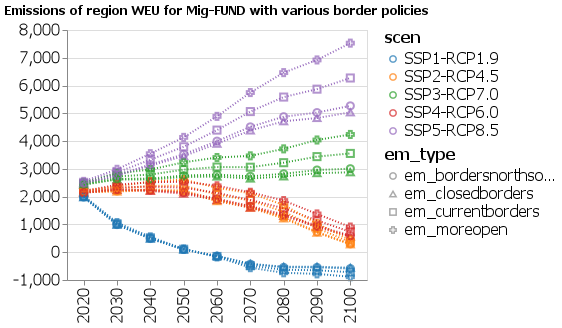 Emissions of region WEU for Mig-FUND with various border policies
8,000
7,000
6,000
5,000
4,000
3,000
2,000
1,000
0
-1,000
2020
2030
2040
2050
2060
2070
2080
2090
2100
scen
SSP1-RCP1.9
SSP2-RCP4.5
SSP3-RCP7.0
SSP4-RCP6.0
SSP5-RCP8.5
em_type
em_bordersnorthso...
em_closedborders
em_currentborders
em_moreopen